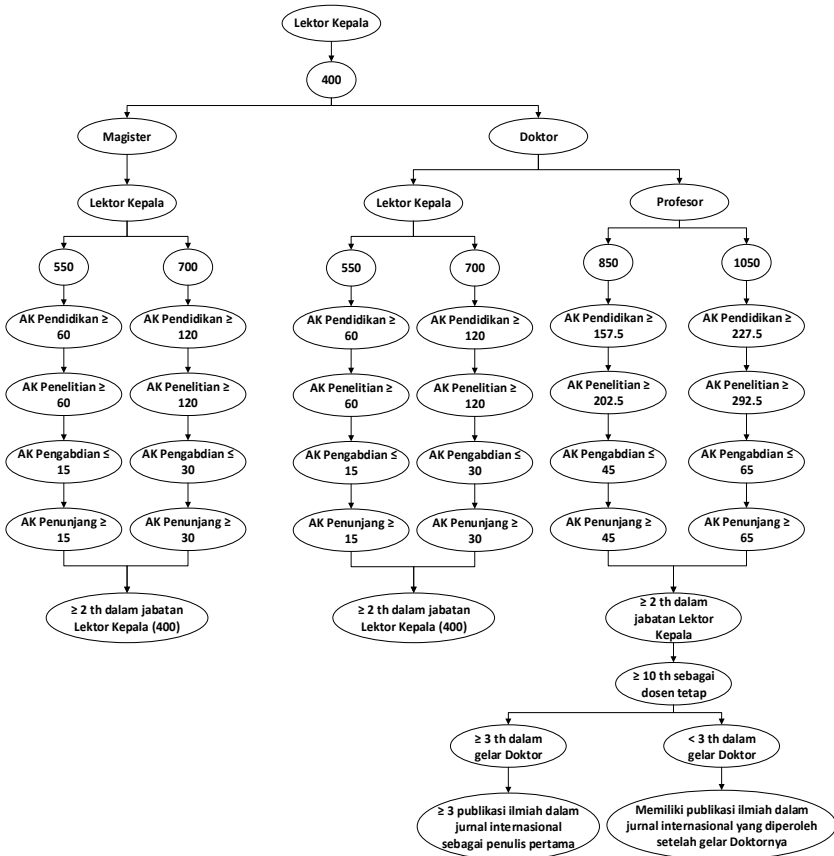 Lektor Kepala
400
Magister
Doktor
Lektor Kepala
Lektor Kepala
Profesor
550
700
550
700
850
1050
AK Pendidikan ≥
60
AK Pendidikan ≥
120
AK Pendidikan ≥
60
AK Pendidikan ≥
120
AK Pendidikan ≥
157.5
AK Pendidikan ≥
227.5
AK Penelitian ≥
60
AK Penelitian ≥
120
AK Penelitian ≥
60
AK Penelitian ≥
120
AK Penelitian ≥
202.5
AK Penelitian ≥
292.5
AK Pengabdian ≤
15
AK Pengabdian ≤
30
AK Pengabdian ≤
15
AK Pengabdian ≤
30
AK Pengabdian ≤
45
AK Pengabdian ≤
65
AK Penunjang ≥
15
AK Penunjang ≥
30
AK Penunjang ≥
15
AK Penunjang ≥
30
AK Penunjang ≥
45
AK Penunjang ≥
65
≥ 2 th dalam jabatan
Lektor Kepala (400)
≥ 2 th dalam jabatan
Lektor Kepala (400)
≥ 2 th dalam
jabatan Lektor
Kepala
≥ 10 th sebagai
dosen tetap
≥ 3 th dalam
gelar Doktor
< 3 th dalam
gelar Doktor
≥ 3 publikasi ilmiah dalam
jurnal internasional
sebagai penulis pertama
Memiliki publikasi ilmiah dalam
jurnal internasional yang diperoleh
setelah gelar Doktornya